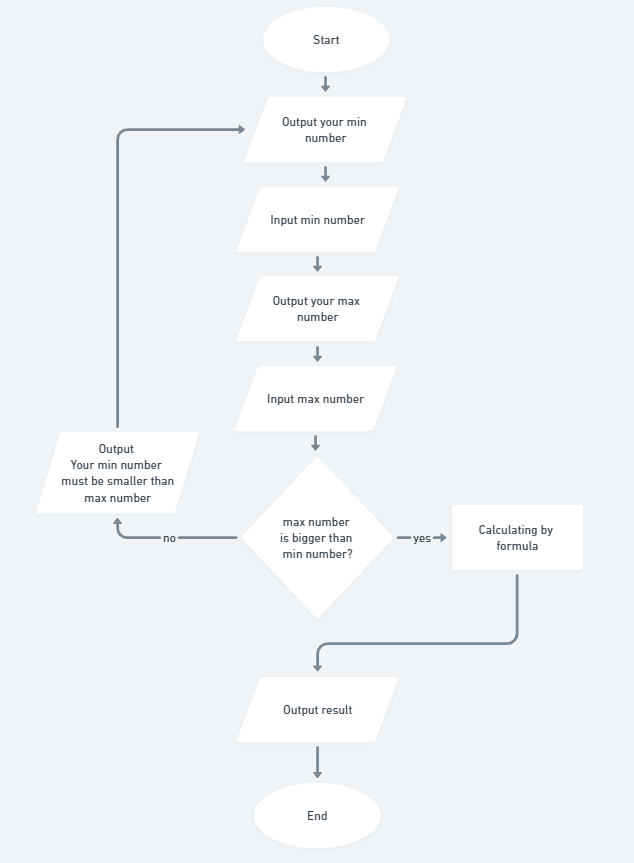 Start
Output your min
number
Input min number
Output your max
number
Input max number
Output
Your min number
must be smaller than
max number
max number
is bigger than
min number?
no
yes
Calculating by
formula
Output result
End